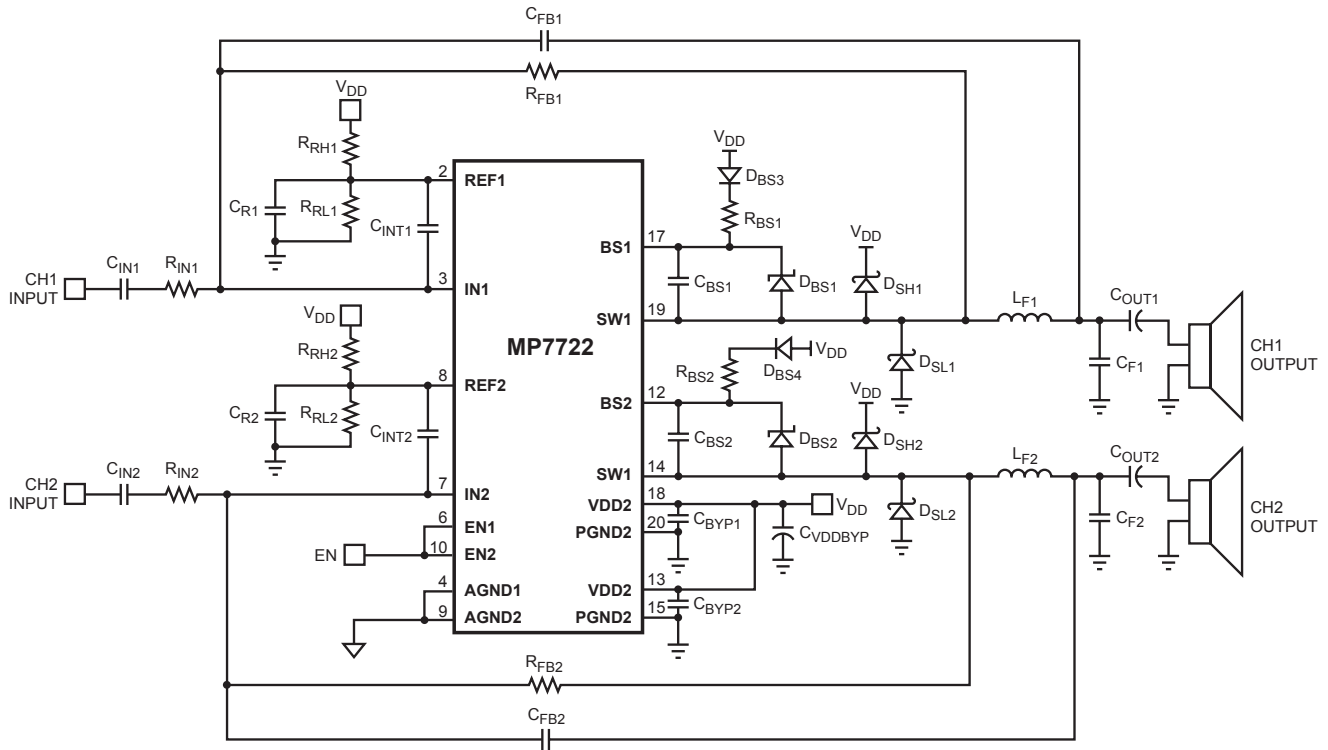 CFB1
RFB1
VDD
RRH1
CR1
RRL1
CINT1
2
REF1
CH1
INPUT
CIN1
RIN1
3
IN1
VDD
RRH2
CR2
RRL2
CINT2
8
REF2
CH2
INPUT
CIN2
RIN2
7
IN2
EN
6
EN1
10
EN2
4
AGND1
9
AGND2
MP7722
VDD
DBS3
RBS1
BS1
17
CBS1
DBS1
VDD
DSH1
SW1
19
LF1
COUT1
DSL1
CF1
CH1
OUTPUT
RBS2
DBS4
VDD
BS2
12
CBS2
DBS2
VDD
DSH2
SW1
14
LF2
COUT2
DSL2
CF2
CH2
OUTPUT
VDD2
18
CBYP1
VDD
PGND2
20
CVDDBYP
VDD2
13
CBYP2
PGND2
15
RFB2
CFB2